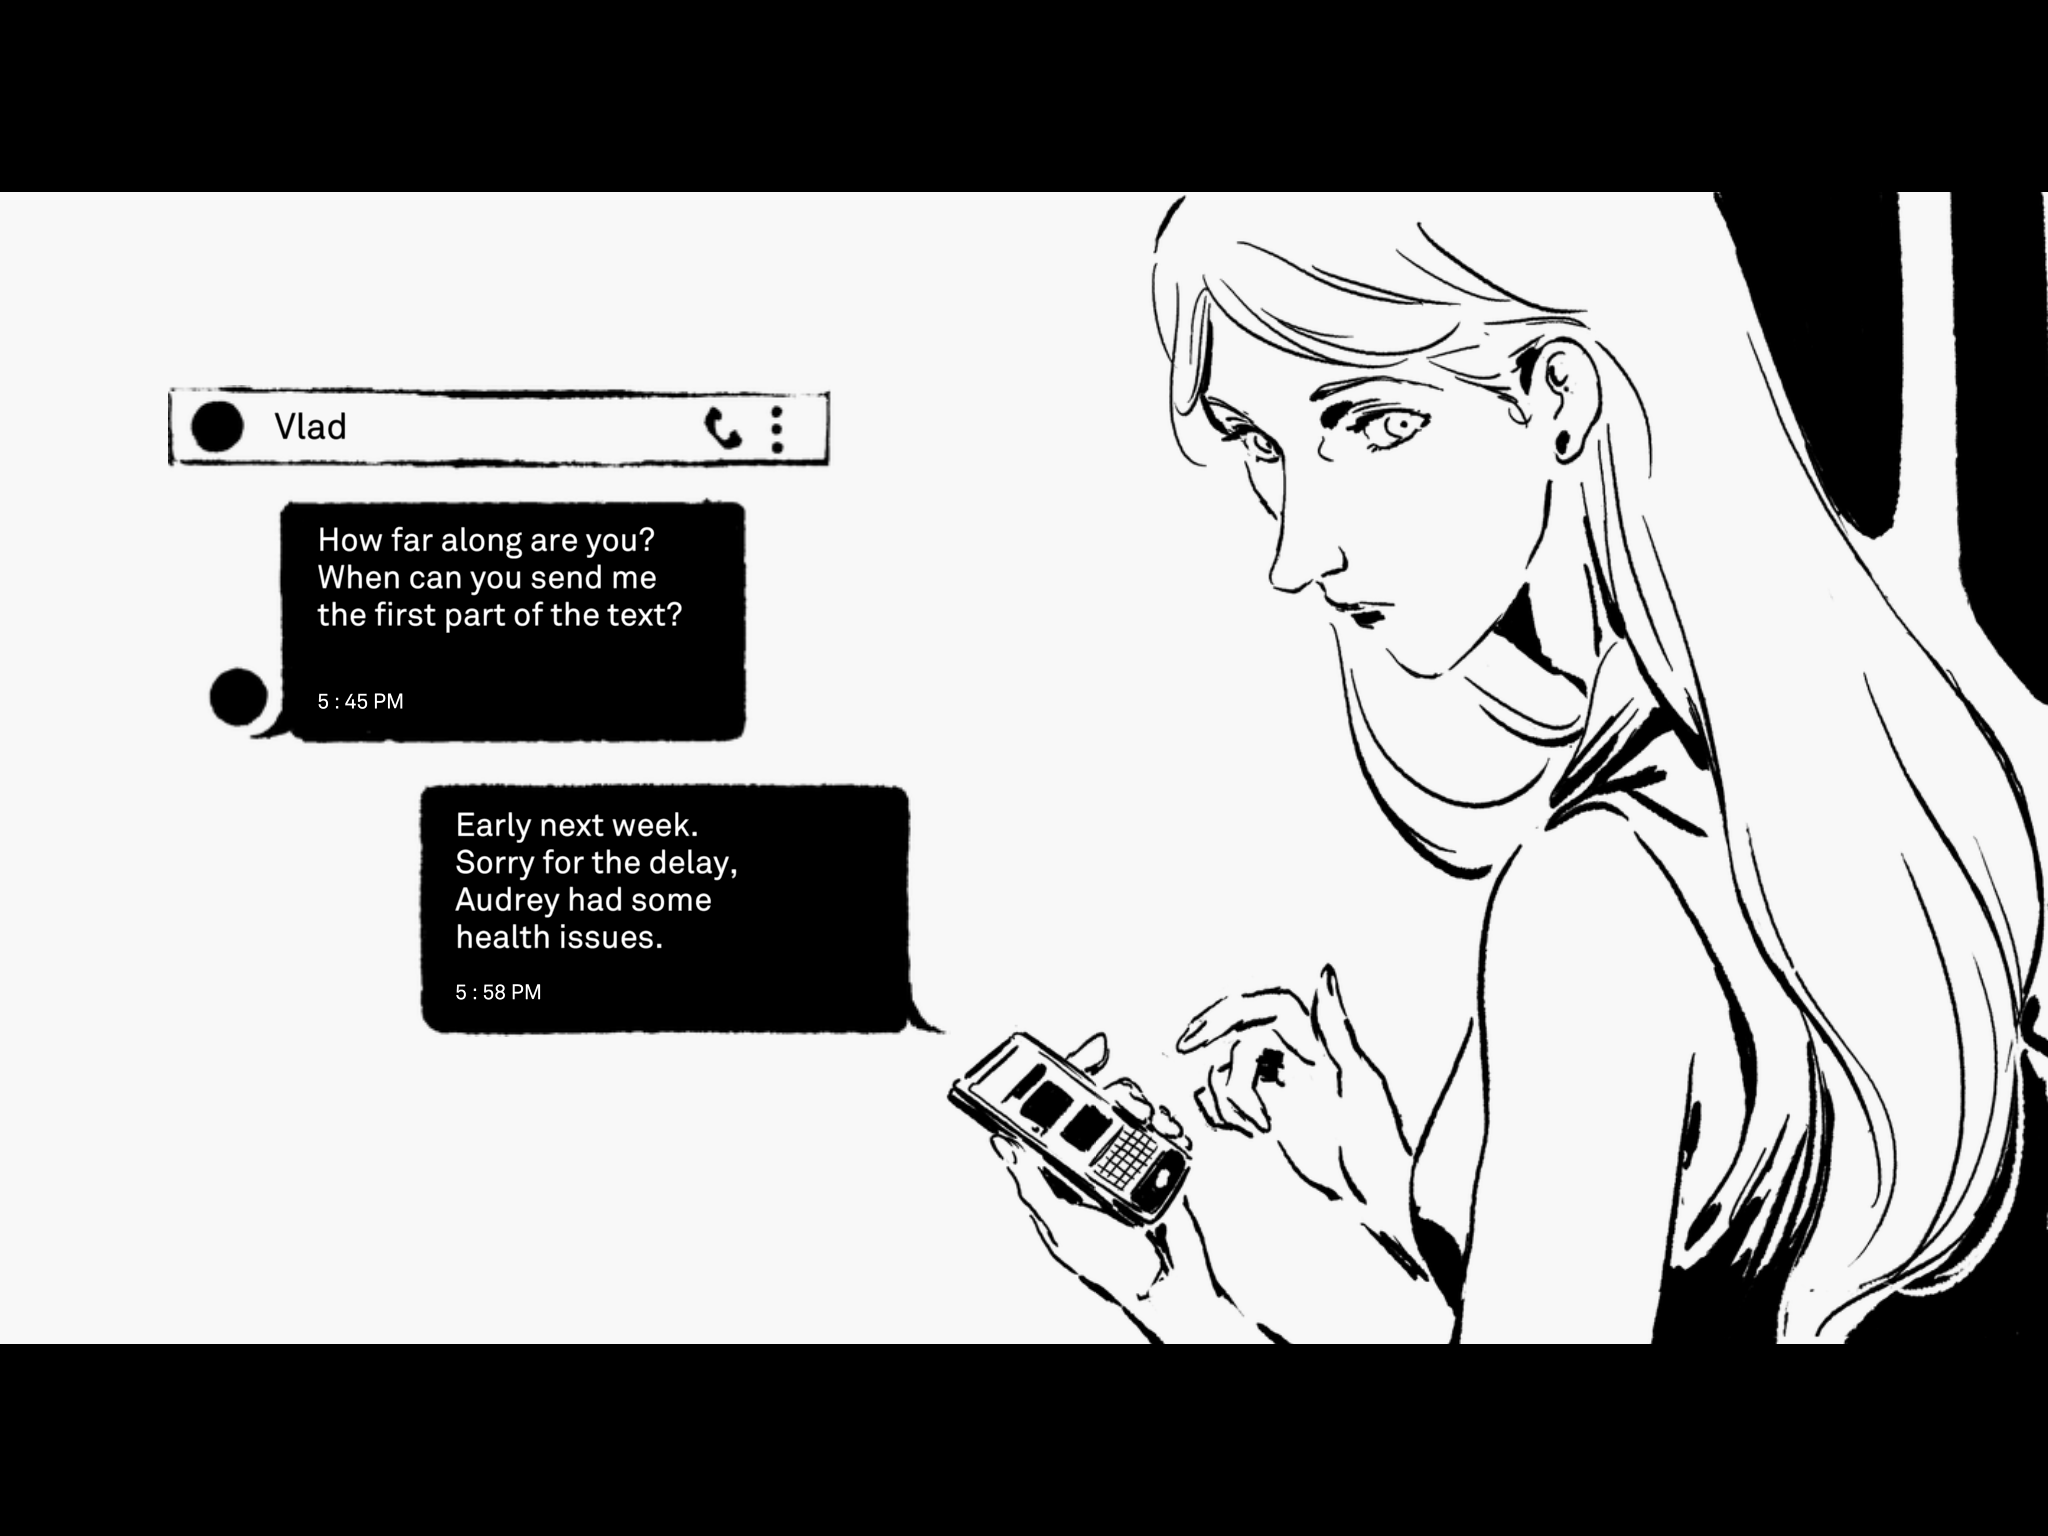 Vlad
How far along are you?
When can you send me
the first part of the text?
5 : 45 PM
Early next week.
Sorry for the delay,
Audrey had some
health issues.
5 : 58 PM